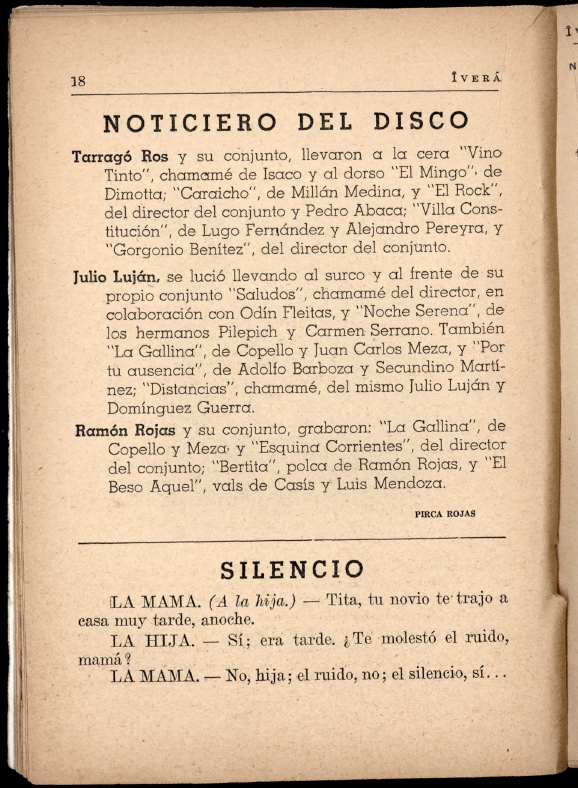 18 ÎVERÁ
NOTICIERO DEL DISCO
Tarragó Ros y su conjunto, llevaron a la cera "Vino
Tinto", chamamé de Isaco y al dorso "El Mingo" de
Dimotta; "Caraicho", de Millán Medina, y "El Rock",
del director del conjunto y Pedro Abaca; "Villa Cons-
titución", de Lugo Fernández y Alejandro Pereyra, y
"Gorgonio Benítez", del director del conjunto.
Julio Luján, se lució llevando al surco y al frente de su
propio conjunto "Saludos", chamamé del director, en
colaboración con Odín Fleitas, y "Noche Serena", de
los hermanos Pilepich y Carmen Serrano. También
"La Gallina", de Copello y Juan Carlos Meza, y "Por
tu ausencia", de Adolfo Barboza y Secundino Martí-
nez; "Distancias", chamamé, del mismo Julio Luján y
Domínguez Guerra.
Ramón Rojas y su conjunto, grabaron: "La Gallina", de
Copello y Meza y "Esquina Corrientes", del director
del conjunto; "Bertita", polca de Ramón Rojas, y "El
Beso Aquel", vals de Casís y Luis Mendoza.
PIRCA ROJAS
SILENCIO
LA MAMA. (A la hija.) — Tita, tu novio te trajo a
casa muy tarde, anoche.
LA HIJA. — Sí; era tarde. ¿Te molestó el ruido,
mamá?
LA MAMA. — No, hija; el ruido, no; el silencio, sí...